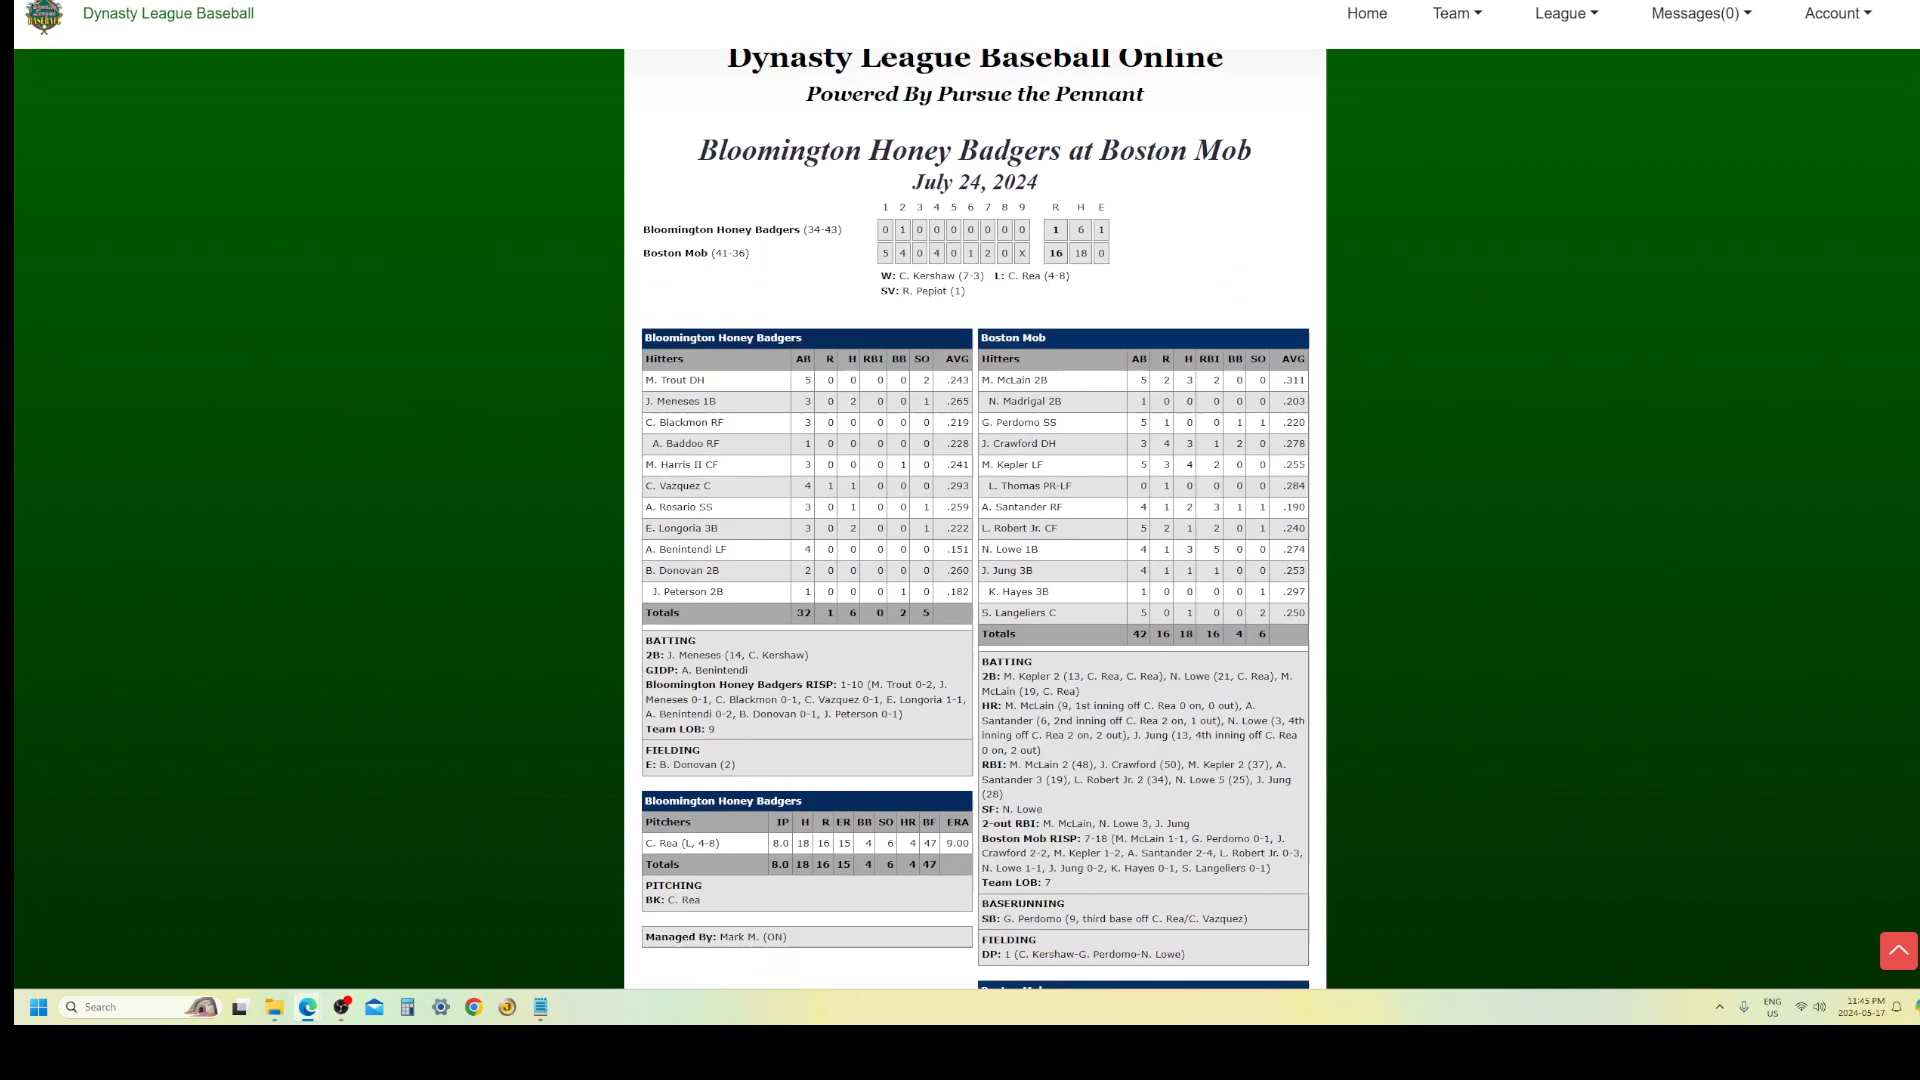 Dynasty League Baseball
Home Team League Messages(0) Account
Dynasty League Baseball Online
Powered By Pursue the Pennant
Bloomington Honey Badgers at Boston Mob
July 24, 2024
1 2 3 4 5 6 7 8 9 R H E
Bloomington Honey Badgers (34-43) 0 1 0 0 0 0 0 0 0 1 6 1
Boston Mob (41-36) 5 4 0 4 0 1 2 0 X 16 18 0
W: C. Kershaw (7-3) L: C. Rea (4-8)
SV: R. Pepiot (1)
Bloomington Honey Badgers
Hitters AB R H RBI BB SO AVG
M. Trout DH 5 0 0 0 0 2 .243
J. Meneses 1B 3 0 2 0 0 1 .265
C. Blackmon RF 3 0 0 0 0 0 .219
A. Baddoo RF 1 0 0 0 0 0 .228
M. Harris II CF 3 0 0 0 1 0 .241
C. Vazquez C 4 1 1 0 0 0 .293
A. Rosario SS 3 0 1 0 0 1 .259
E. Longoria 3B 3 0 2 0 0 1 .222
A. Benintendi LF 4 0 0 0 0 0 .151
B. Donovan 2B 2 0 0 0 0 0 .260
J. Peterson 2B 1 0 0 0 1 0 .182
Totals 32 1 6 0 2 5
BATTING
2B: J. Meneses (14, C. Kershaw)
GIDP: A. Benintendi
Bloomington Honey Badgers RISP: 1-10 (M. Trout 0-2, J.
Meneses 0-1, C. Blackmon 0-1, C. Vazquez 0-1, E. Longoria 1-1,
A. Benintendi 0-2, B. Donovan 0-1, J. Peterson 0-1)
Team LOB: 9
FIELDING
E: B. Donovan (2)
Bloomington Honey Badgers
Pitchers IP H R ER BB SO HR BF ERA
C. Rea (L, 4-8) 8.0 18 16 15 4 6 4 47 9.00
Totals 8.0 18 16 15 4 6 4 47
PITCHING
BK: C. Rea
Managed By: Mark M. (ON)
Boston Mob
Hitters AB R H RBI BB SO AVG
M. McLain 2B 5 2 3 2 0 0 .311
N. Madrigal 2B 1 0 0 0 0 0 .203
G. Perdomo SS 5 1 0 0 1 1 .220
J. Crawford DH 3 4 3 1 2 0 .278
M. Kepler LF 5 3 4 2 0 0 .255
L. Thomas PR-LF 0 1 0 0 0 0 .284
A. Santander RF 4 1 2 3 1 1 .190
L. Robert Jr. CF 5 2 1 2 0 1 .240
N. Lowe 1B 4 1 3 5 0 0 .274
J. Jung 3B 4 1 1 1 0 0 .253
K. Hayes 3B 1 0 0 0 0 1 .297
S. Langeliers C 5 0 1 0 0 2 .250
Totals 42 16 18 16 4 6
BATTING
2B: M. Kepler 2 (13, C. Rea, C. Rea), N. Lowe (21, C. Rea), M.
McLain (19, C. Rea)
HR: M. McLain (9, 1st inning off C. Rea 0 on, 0 out), A.
Santander (6, 2nd inning off C. Rea 2 on, 1 out), N. Lowe (3, 4th
inning off C. Rea 2 on, 2 out), J. Jung (13, 4th inning off C. Rea
0 on, 2 out)
RBI: M. McLain 2 (48), J. Crawford (50), M. Kepler 2 (37), A.
Santander 3 (19), L. Robert Jr. 2 (34), N. Lowe 5 (25), J. Jung
(28)
SF: N. Lowe
2-out RBI: M. McLain, N. Lowe 3, J. Jung
Boston Mob RISP: 7-18 (M. McLain 1-1, G. Perdomo 0-1, J.
Crawford 2-2, M. Kepler 1-2, A. Santander 2-4, L. Robert Jr. 0-3,
N. Lowe 1-1, J. Jung 0-2, K. Hayes 0-1, S. Langeliers 0-1)
Team LOB: 7
BASERUNNING
SB: G. Perdomo (9, third base off C. Rea/C. Vazquez)
FIELDING
DP: 1 (C. Kershaw-G. Perdomo-N. Lowe)
Search
ENG
US
11:45 PM
2024-05-17